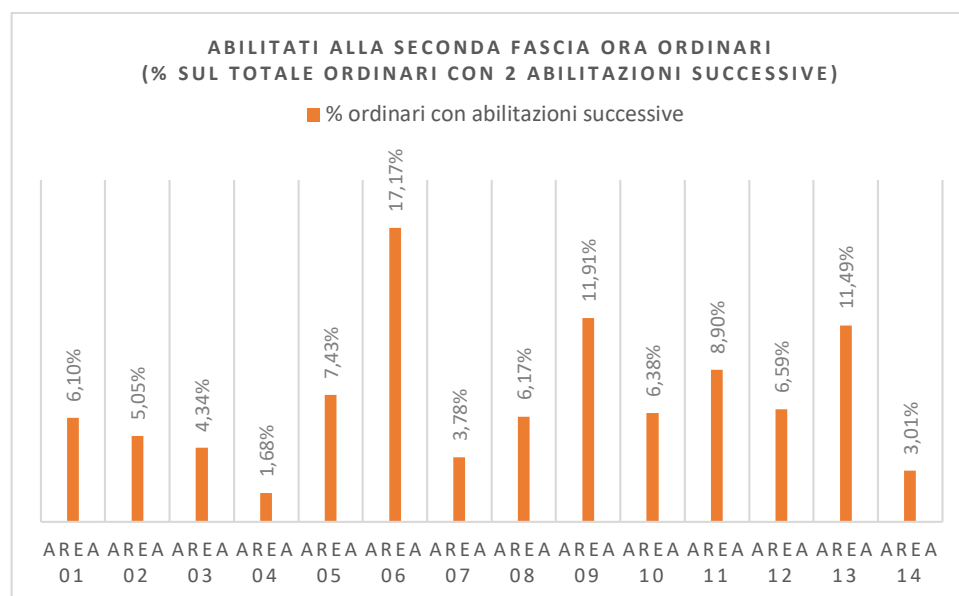 ABILITATI ALLA SECONDA FASCIA ORA ORDINARI
(% SUL TOTALE ORDINARI CON 2 ABILITAZIONI SUCCESSIVE)
% ordinari con abilitazioni successive
6,10%
5,05%
4,34%
1,68%
7,43%
17,17%
3,78%
6,17%
11,91%
6,38%
8,90%
6,59%
11,49%
3,01%
AREA 01
AREA 02
AREA 03
AREA 04
AREA 05
AREA 06
AREA 07
AREA 08
AREA 09
AREA 10
AREA 11
AREA 12
AREA 13
AREA 14